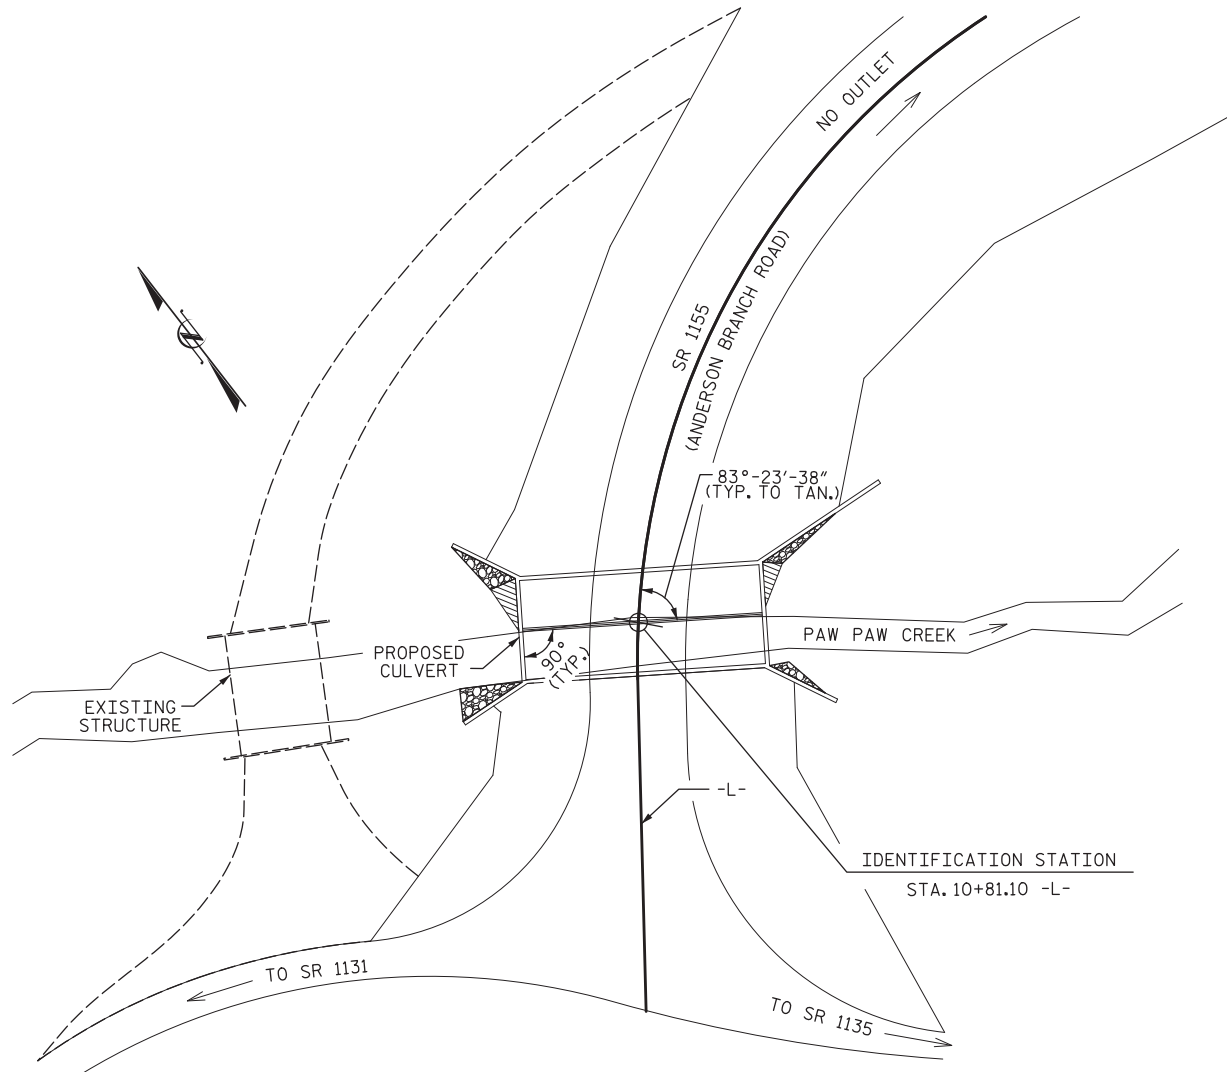 NO OUTLET
SR 1155
(ANDERSON BRANCH ROAD)
83°-23'-38"
(TYP. TO TAN.)
PROPOSED
CULVERT
90°
(TYP.)
PAW PAW CREEK
EXISTING
STRUCTURE
-L-
IDENTIFICATION STATION
STA. 10+81.10 -L-
TO SR 1131
TO SR 1135